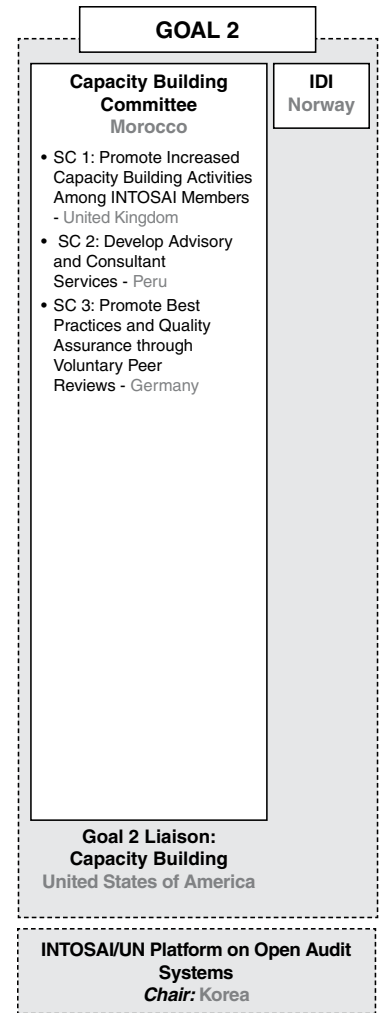 GOAL 2
Capacity Building
Committee
Morocco
• SC 1: Promote Increased
Capacity Building Activities
Among INTOSAI Members
- United Kingdom
• SC 2: Develop Advisory
and Consultant
Services - Peru
• SC 3: Promote Best
Practices and Quality
Assurance through
Voluntary Peer
Reviews - Germany
IDI
Norway
Goal 2 Liaison:
Capacity Building
United States of America
INTOSAI/UN Platform on Open Audit
Systems
Chair: Korea